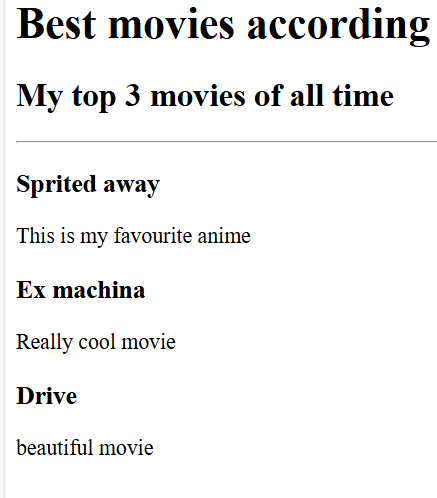 Best movies according
My top 3 movies of all time
Sprited away
This is my favourite anime
Ex machina
Really cool movie
Drive
beautiful movie